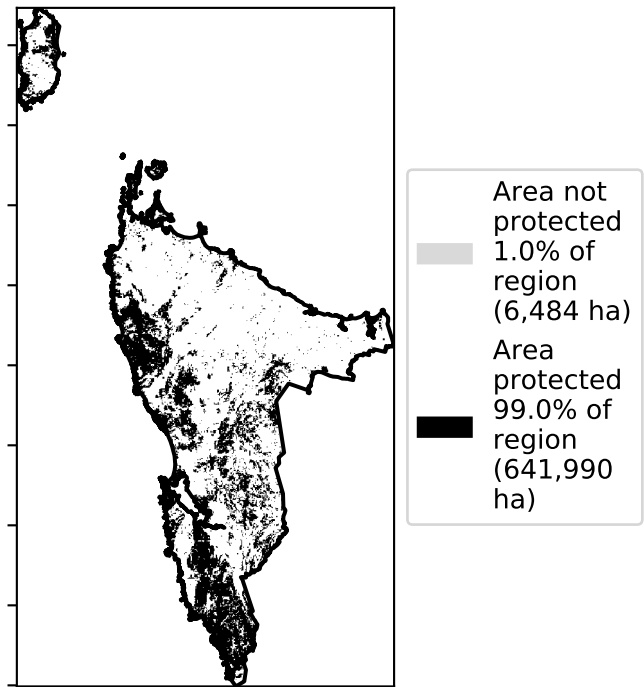 Area not
protected
1.0% of
region
(6,484 ha)
Area
protected
99.0% of
region
(641,990
ha)